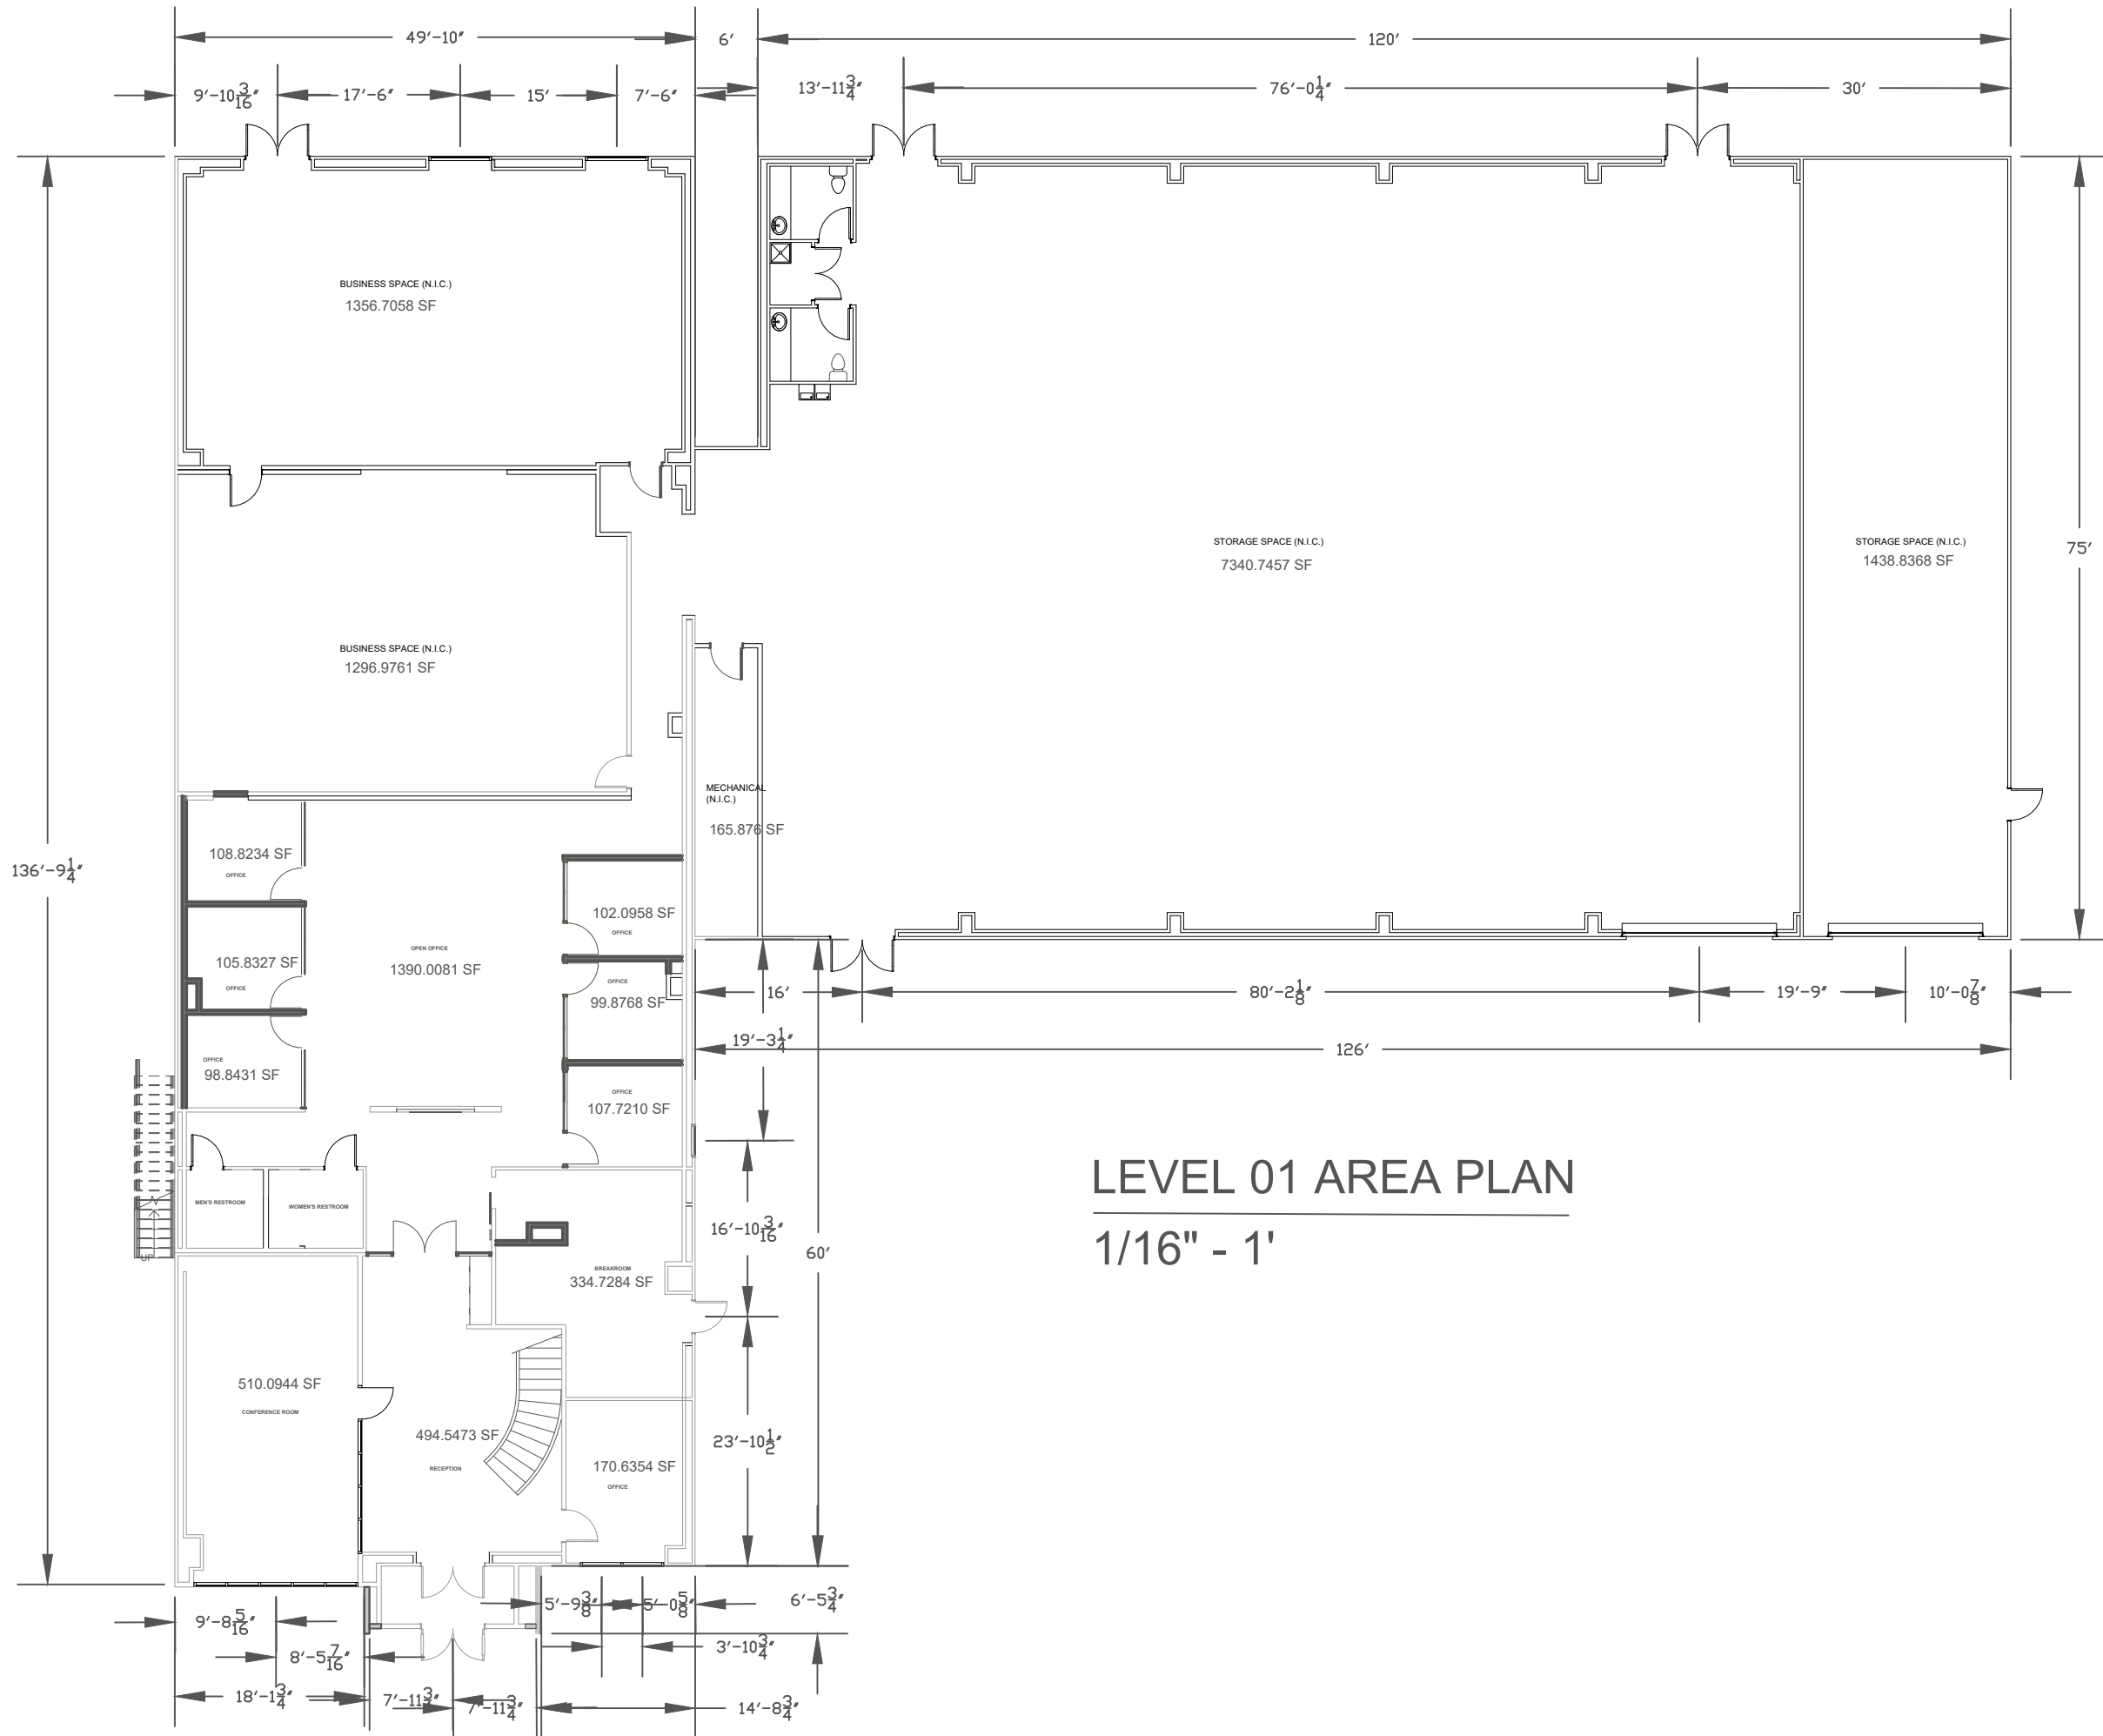 49'-10"
6'
120'
9'-10 3/16"
17'-6"
15'
7'-6"
13'-11 3/4"
76'-0 1/4"
30'
BUSINESS SPACE (N.I.C.)
1356.7058 SF
STORAGE SPACE (N.I.C.)
7340.7457 SF
STORAGE SPACE (N.I.C.)
1438.8368 SF
75'
BUSINESS SPACE (N.I.C.)
1296.9761 SF
MECHANICAL
(N.I.C.)
165.876 SF
136'-9 1/4"
108.8234 SF
OFFICE
102.0958 SF
OFFICE
OPEN OFFICE
1390.0081 SF
105.8327 SF
OFFICE
OFFICE
99.8768 SF
16'
80'-2 1/8"
19'-9"
10'-0 7/8"
19'-3 1/4"
126'
OFFICE
98.8431 SF
OFFICE
107.7210 SF
LEVEL 01 AREA PLAN
1/16" - 1'
MEN'S RESTROOM
WOMEN'S RESTROOM
UP
16'-10 3/16"
60'
BREAKROOM
334.7284 SF
510.0944 SF
CONFERENCE ROOM
494.5473 SF
RECEPTION
23'-10 1/2"
170.6354 SF
OFFICE
5'-9 3/8"
5'-0 5/8"
6'-5 3/4"
9'-8 5/16"
3'-10 3/4"
8'-5 7/16"
18'-1 3/4"
7'-11 3/4"
7'-11 3/4"
14'-8 3/4"